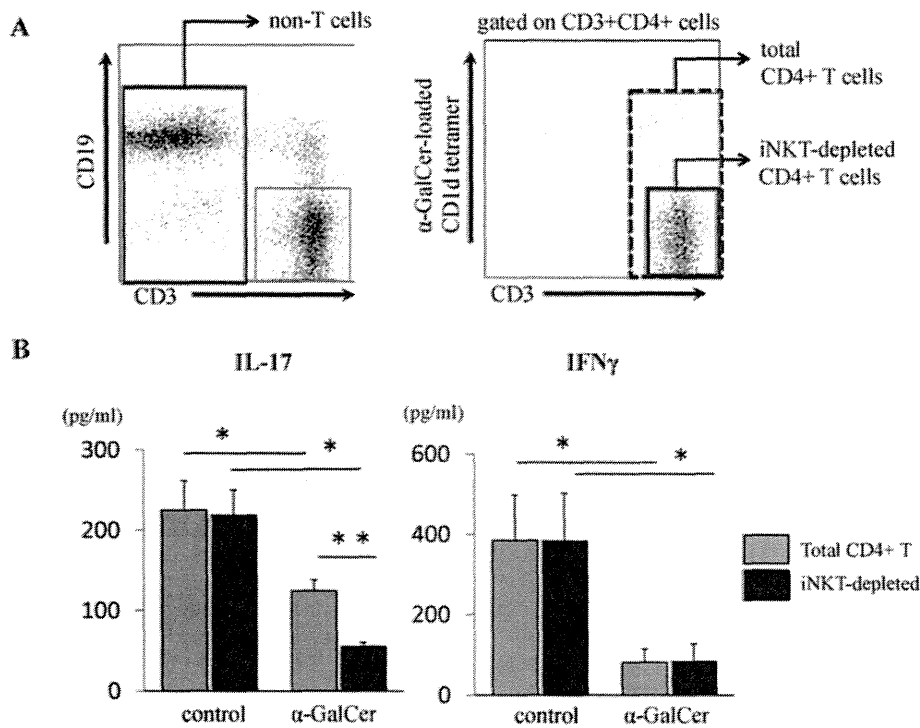 A
non-T cells
CD19
CD3
gated on CD3+CD4+ cells
α-GalCer-loaded
CD1d tetramer
CD3
total
CD4+ T cells
iNKT-depleted
CD4+ T cells
B
IL-17
(pg/ml)
300
200
100
0
*
*
* *
control
α-GalCer
IFNγ
(pg/ml)
600
400
200
0
*
*
control
α-GalCer
Total CD4+ T
iNKT-depleted